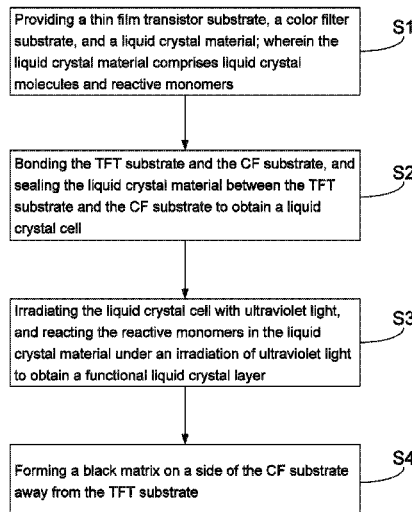 Providing a thin film transistor substrate, a color filter
substrate, and a liquid crystal material; wherein the
liquid crystal material comprises liquid crystal
molecules and reactive monomers
S1
Bonding the TFT substrate and the CF substrate, and
sealing the liquid crystal material between the TFT
substrate and the CF substrate to obtain a liquid
crystal cell
S2
Irradiating the liquid crystal cell with ultraviolet light,
and reacting the reactive monomers in the liquid
crystal material under an irradiation of ultraviolet light
to obtain a functional liquid crystal layer
S3
Forming a black matrix on a side of the CF substrate
away from the TFT substrate
S4